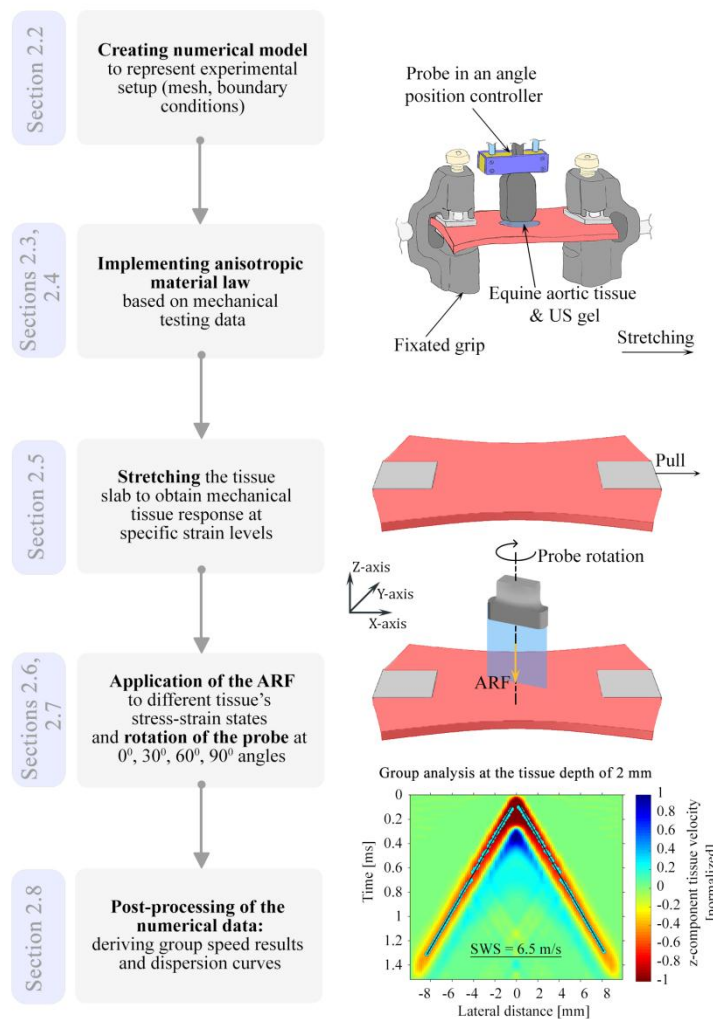 Section 2.2
Creating numerical model
to represent experimental
setup (mesh, boundary
conditions)
Probe in an angle
position controller
Equine aortic tissue
& US gel
Fixated grip
Stretching
Sections 2.3,
2.4
Implementing anisotropic
material law
based on mechanical
testing data
Section 2.5
Stretching the tissue
slab to obtain mechanical
tissue response at
specific strain levels
Pull
Probe rotation
Z-axis
Y-axis
X-axis
ARF
Sections 2.6,
2.7
Application of the ARF
to different tissue's
stress-strain states
and rotation of the probe at
0⁰, 30⁰, 60⁰, 90⁰ angles
Section 2.8
Post-processing of the
numerical data:
deriving group speed results
and dispersion curves
Group analysis at the tissue depth of 2 mm
Time [ms]
0
0.2
0.4
0.6
0.8
1
1.2
1.4
SWS = 6.5 m/s
-8 -6 -4 -2 0 2 4 6 8
Lateral distance [mm]
1
0.8
0.6
0.4
0.2
0
-0.2
-0.4
-0.6
-0.8
-1
z-component tissue velocity
[normalized]